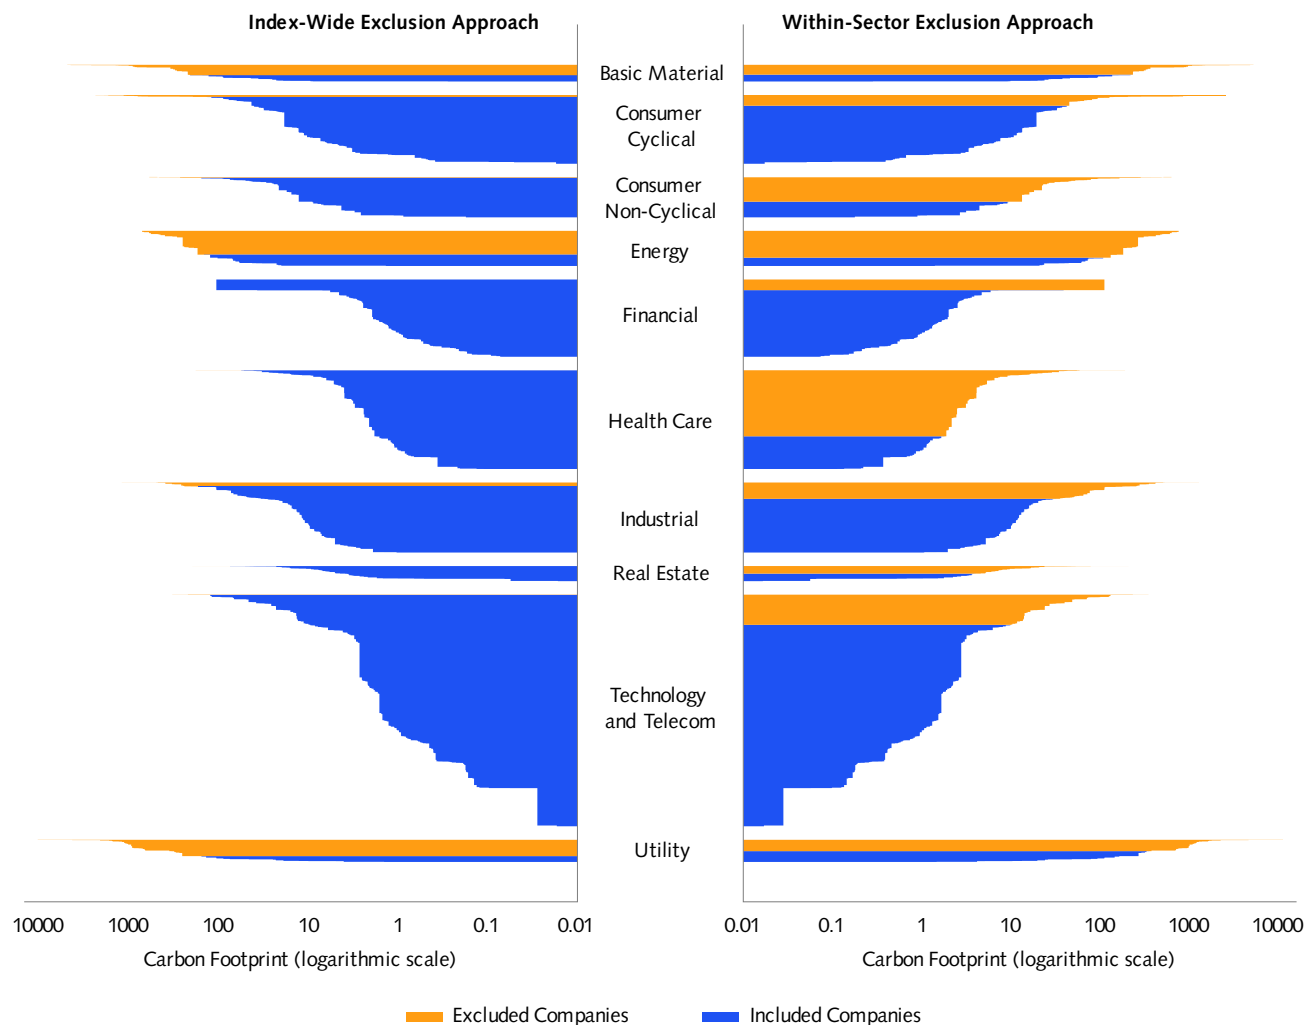 Index-Wide Exclusion Approach
Within-Sector Exclusion Approach
Basic Material
Consumer
Cyclical
Consumer
Non-Cyclical
Energy
Financial
Health Care
Industrial
Real Estate
Technology
and Telecom
Utility
10000 1000 100 10 1 0.1 0.01
0.01 0.1 1 10 100 1000 10000
Carbon Footprint (logarithmic scale)
Carbon Footprint (logarithmic scale)
Excluded Companies
Included Companies